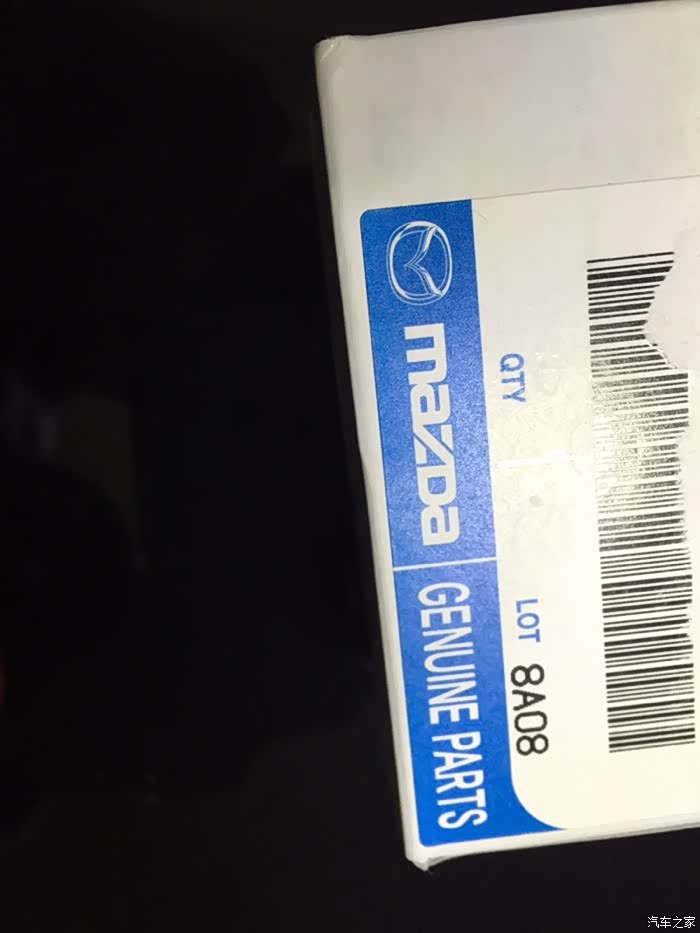 mazda GENUINE PARTS
QTY LOT 8A08
汽车之家